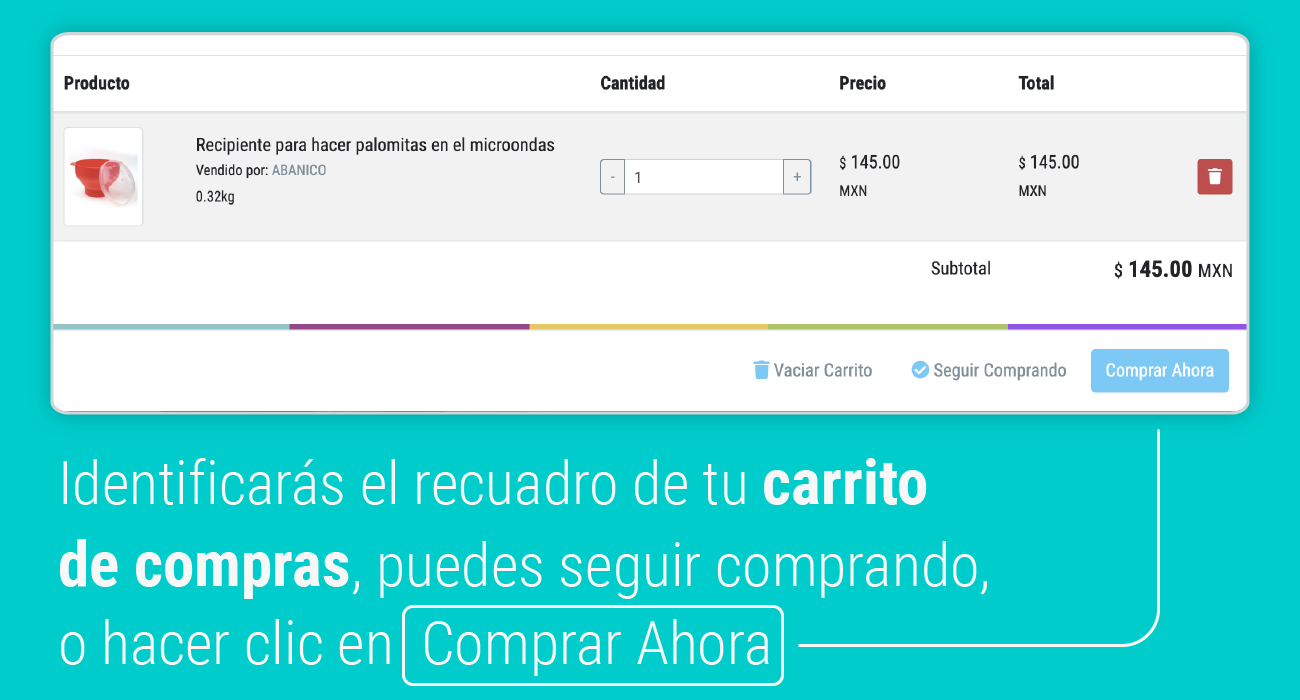 Producto Cantidad Precio Total
Recipiente para hacer palomitas en el microondas
Vendido por: ABANICO
0.32kg
- 1 +
$ 145.00
MXN
$ 145.00
MXN
Subtotal $ 145.00 MXN
Vaciar Carrito Seguir Comprando Comprar Ahora
Identificarás el recuadro de tu carrito
de compras, puedes seguir comprando,
o hacer clic en Comprar Ahora